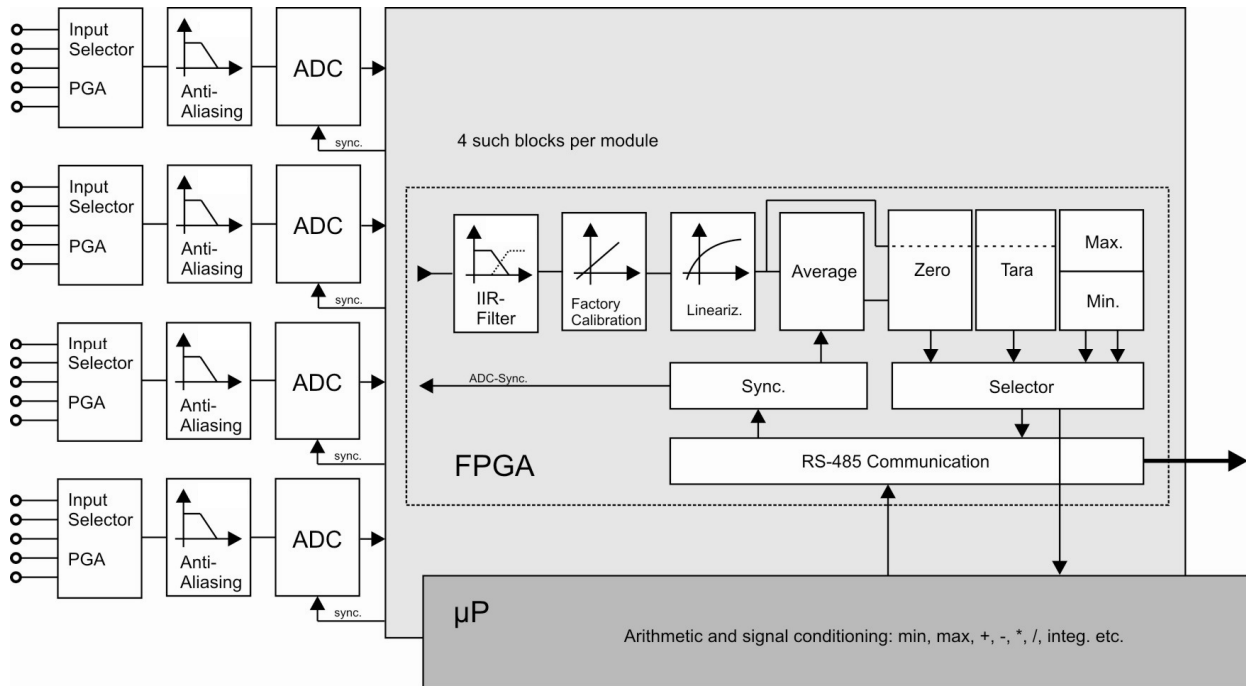 Input
Selector
PGA
Anti-
Aliasing
ADC
sync.
Input
Selector
PGA
Anti-
Aliasing
ADC
sync.
Input
Selector
PGA
Anti-
Aliasing
ADC
sync.
Input
Selector
PGA
Anti-
Aliasing
ADC
sync.
4 such blocks per module
IIR-
Filter
Factory
Calibration
Lineariz.
Average
Zero
Tara
Max.
Min.
ADC-Sync.
Sync.
Selector
FPGA
RS-485 Communication
µP
Arithmetic and signal conditioning: min, max, +, -, *, /, integ. etc.